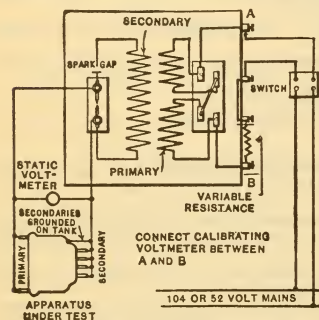 SECONDARY
A
SPARK GAP
SWITCH
STATIC
VOLT-
METER
PRIMARY
B
VARIABLE
RESISTANCE
SECONDARIES
GROUNDED
ON TANK
CONNECT CALIBRATING
VOLTMETER BETWEEN
A AND B
PRIMARY
SECONDARY
104 OR 52 VOLT MAINS
APPARATUS
UNDER TEST